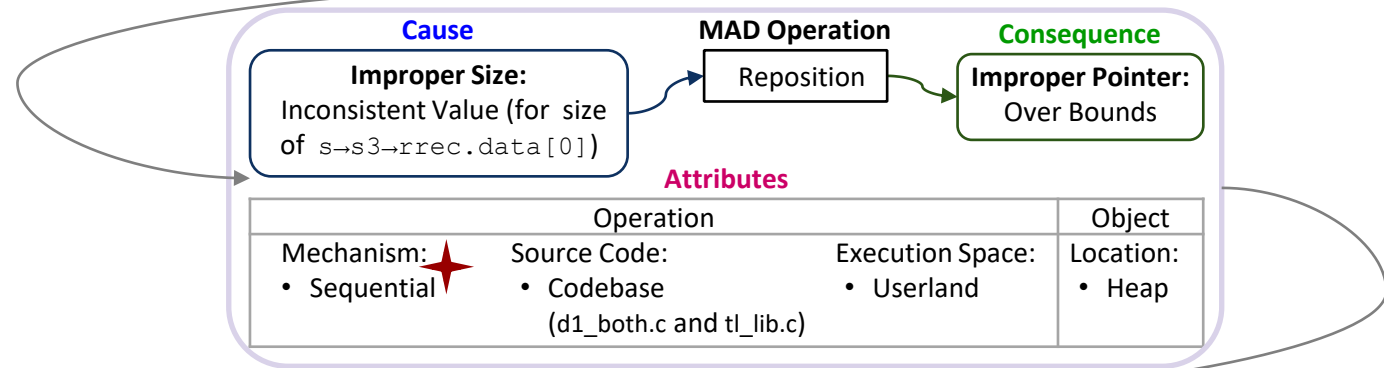 Cause
MAD Operation
Consequence
Improper Size:
Inconsistent Value (for size
of s→s3→rrec.data[0])
Reposition
Improper Pointer:
Over Bounds
Attributes
Operation
Object
Mechanism:
• Sequential
Source Code:
• Codebase
(d1_both.c and tl_lib.c)
Execution Space:
• Userland
Location:
• Heap